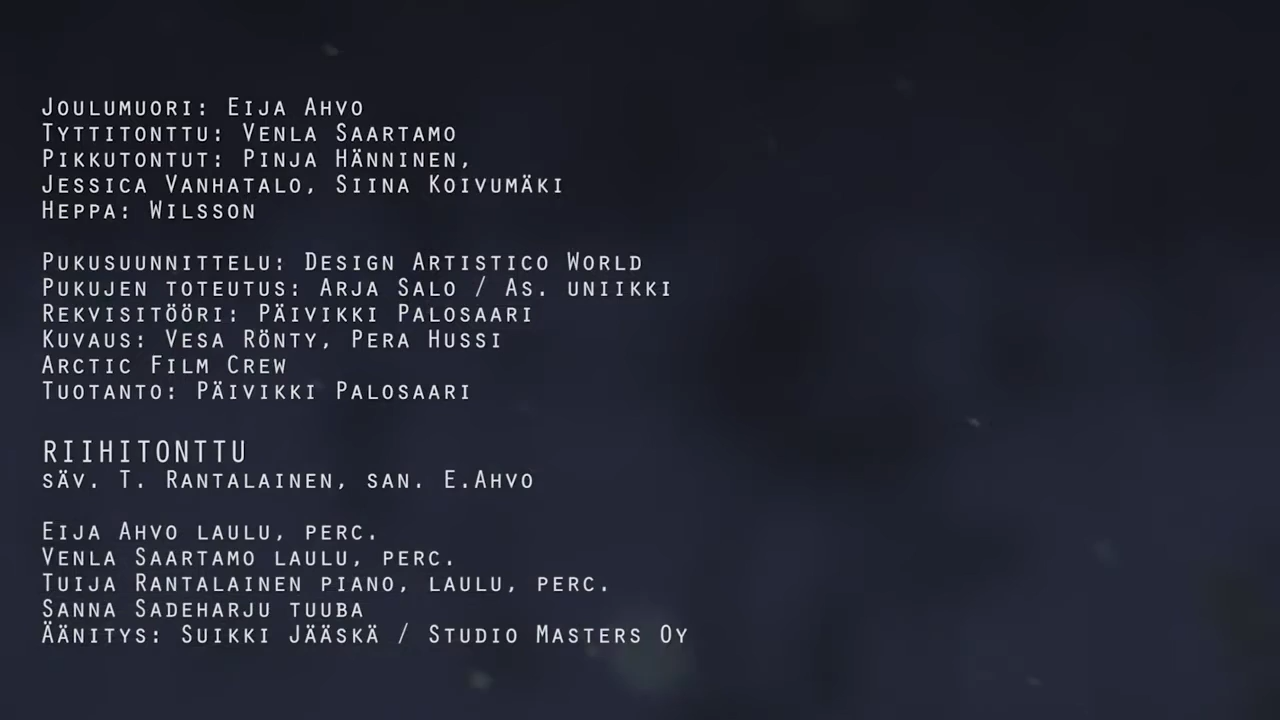 Joulumuori: Eija Ahvo
Tyttitonttu: Venla Saartamo
Pikkutontut: Pinja Hänninen,
Jessica Vanhatalo, Siina Koivumäki
Heppa: Wilsson
Pukusuunnittelu: Design Artistico World
Pukujen toteutus: Arja Salo / As. uniikki
Rekvisitööri: Päivikki Palosaari
Kuvaus: Vesa Rönty, Pera Hussi
Arctic Film Crew
Tuotanto: Päivikki Palosaari
RIIHITONTTU
säv. T. Rantalainen, san. E.Ahvo
Eija Ahvo laulu, perc.
Venla Saartamo laulu, perc.
Tuija Rantalainen piano, laulu, perc.
Sanna Sadeharju tuuba
Äänitys: Suikki Jääskä / Studio Masters Oy